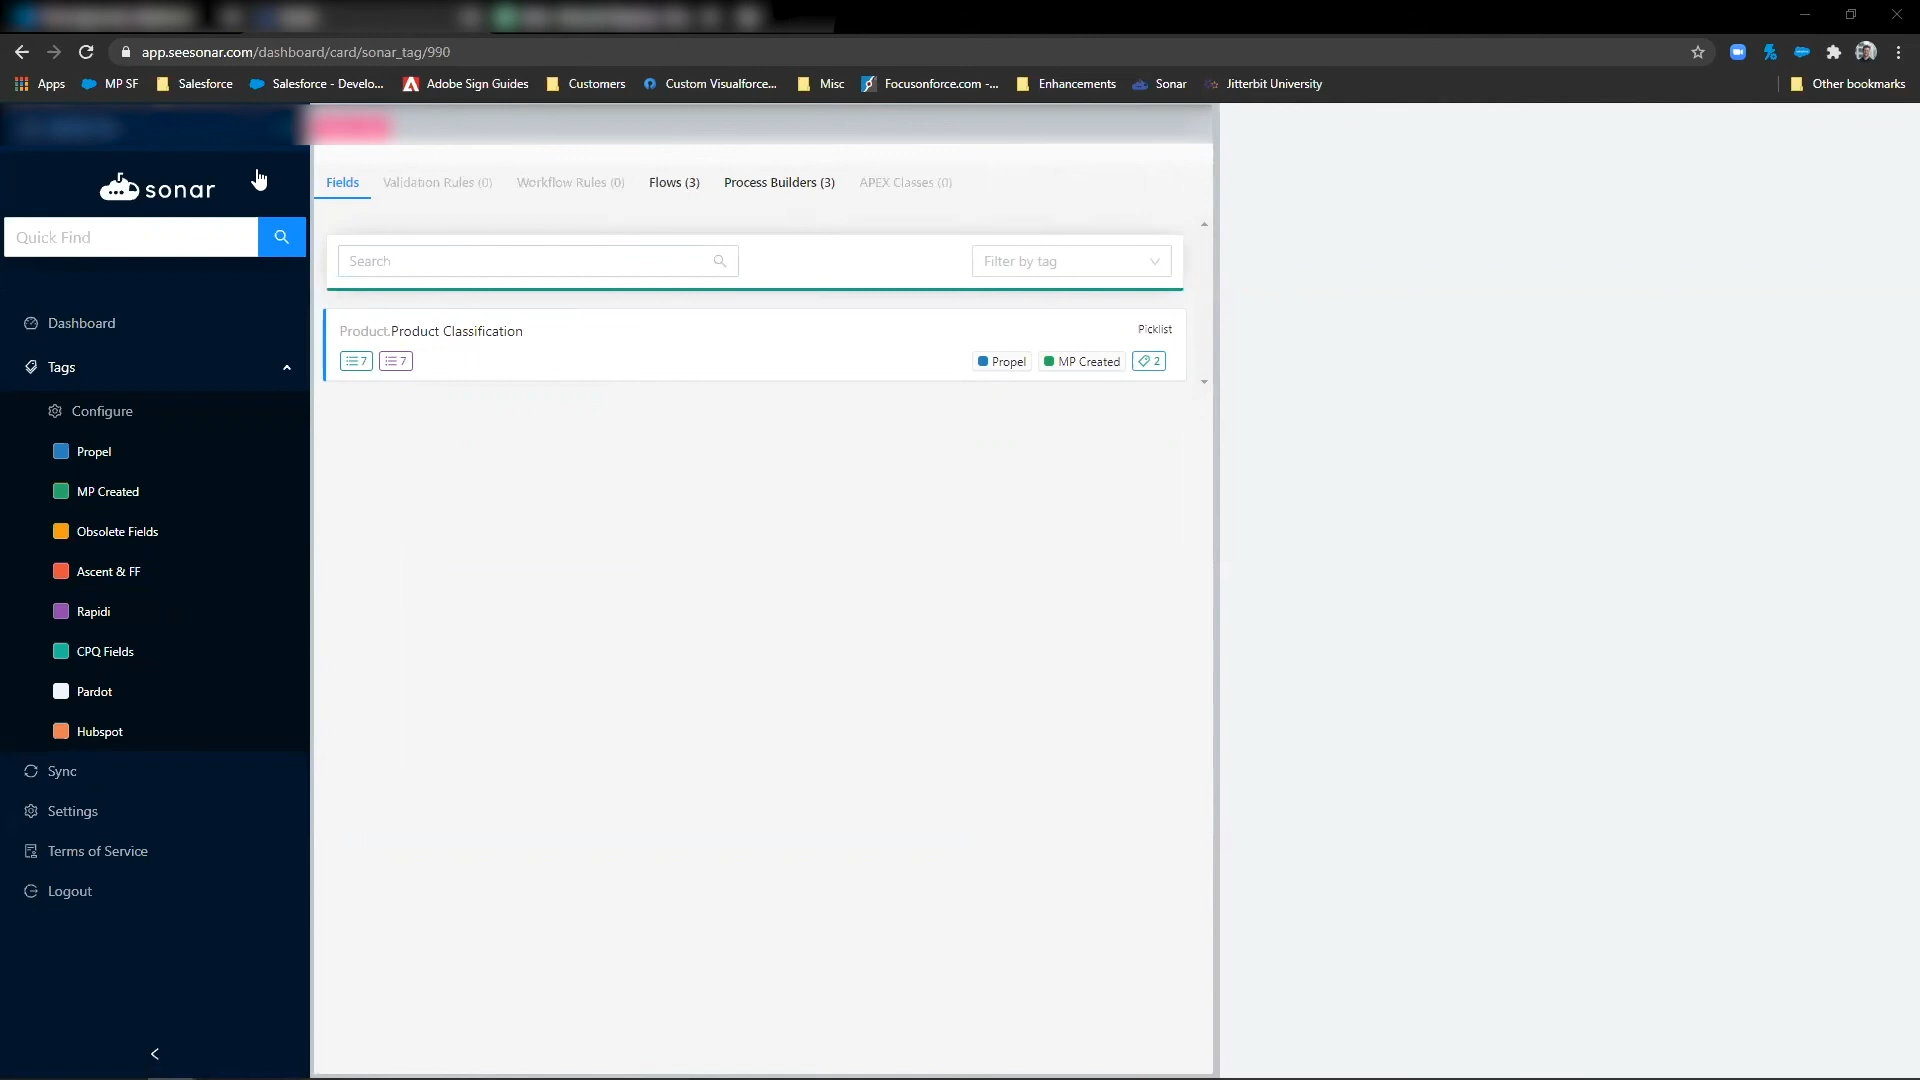 app.seesonar.com/dashboard/card/sonar_tag/990
Apps MP SF Salesforce Salesforce - Develo... Adobe Sign Guides Customers Custom Visualforce... Misc Focusonforce.com -... Enhancements Sonar Jitterbit University Other bookmarks
sonar
Quick Find
Dashboard
Tags
Configure
Propel
MP Created
Obsolete Fields
Ascent & FF
Rapidi
CPQ Fields
Pardot
Hubspot
Sync
Settings
Terms of Service
Logout
Fields Validation Rules (0) Workflow Rules (0) Flows (3) Process Builders (3) APEX Classes (0)
Search Filter by tag
Product.Product Classification Picklist
7 7 Propel MP Created 2